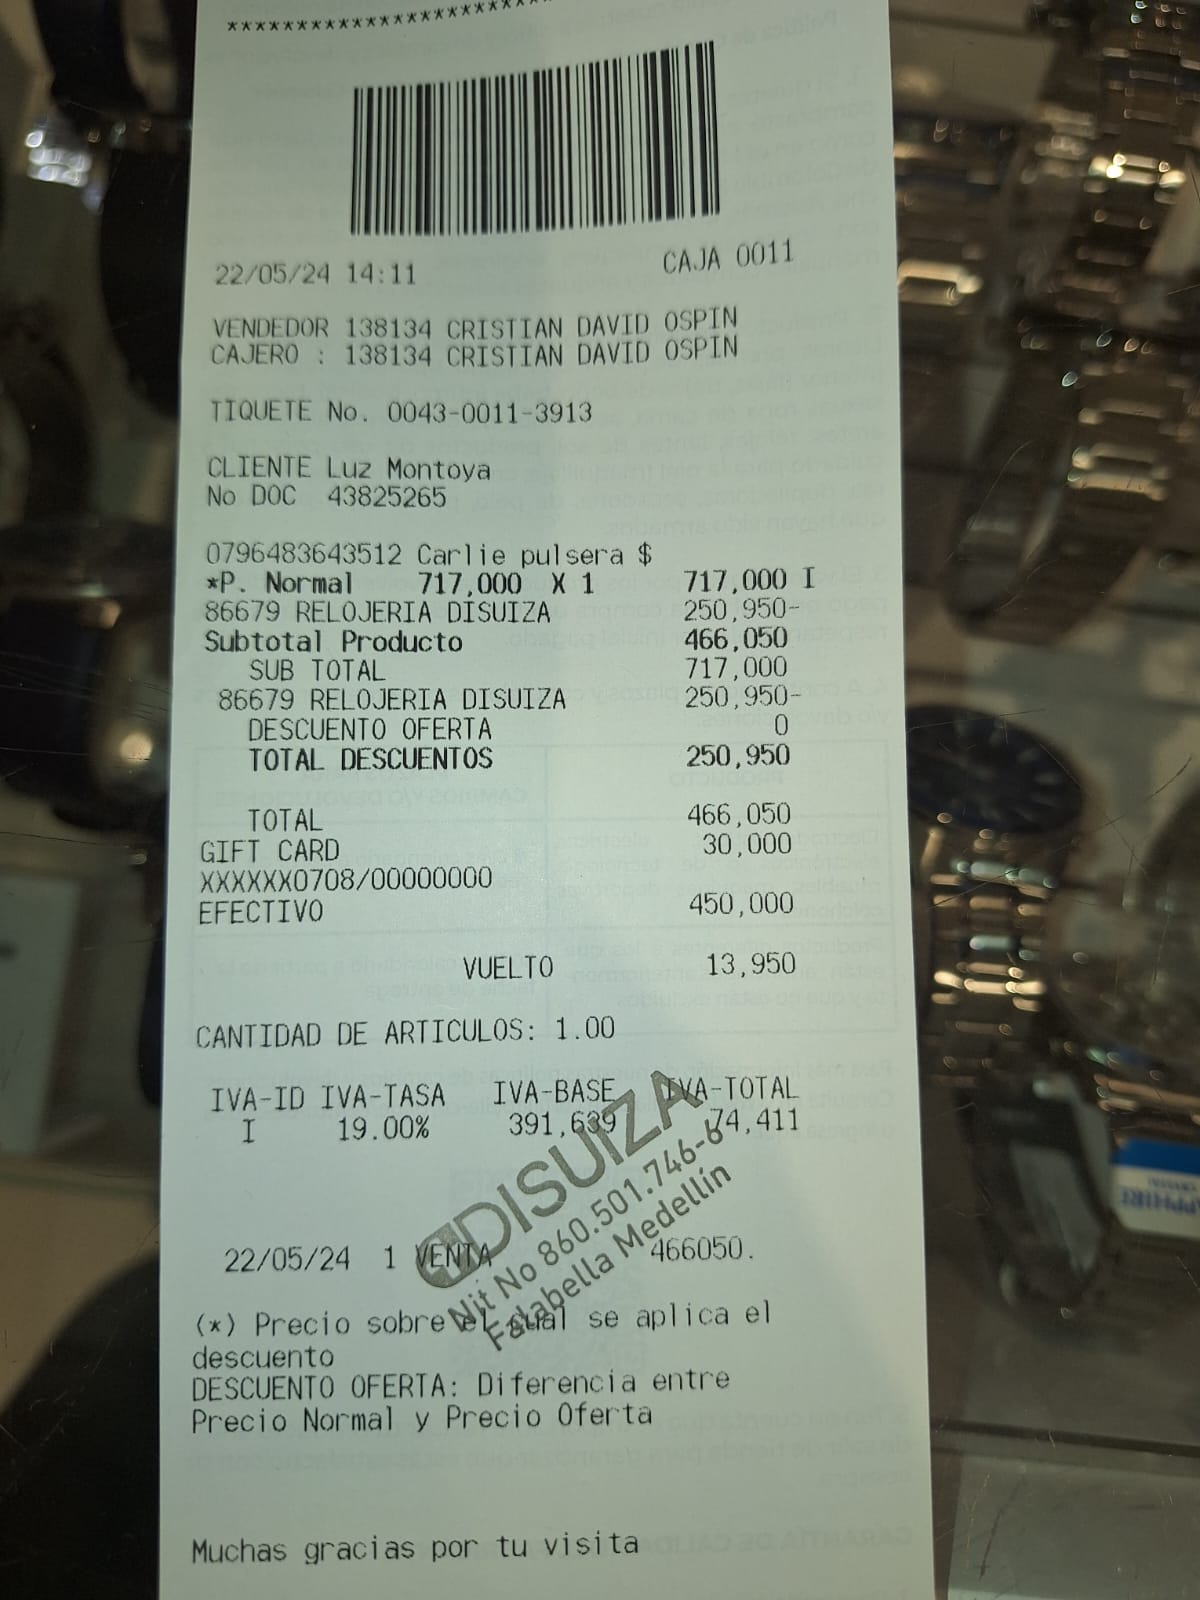 ************************
22/05/24 14:11 CAJA 0011
VENDEDOR 138134 CRISTIAN DAVID OSPIN
CAJERO : 138134 CRISTIAN DAVID OSPIN
TIQUETE No. 0043-0011-3913
CLIENTE Luz Montoya
No DOC 43825265
0796483643512 Carlie pulsera $
*P. Normal 717,000 X 1 717,000 I
86679 RELOJERIA DISUIZA 250,950-
Subtotal Producto 466,050
SUB TOTAL 717,000
86679 RELOJERIA DISUIZA 250,950-
DESCUENTO OFERTA 0
TOTAL DESCUENTOS 250,950
TOTAL 466,050
GIFT CARD 30,000
XXXXXX0708/00000000
EFECTIVO 450,000
VUELTO 13,950
CANTIDAD DE ARTICULOS: 1.00
IVA-ID IVA-TASA IVA-BASE IVA-TOTAL
I 19.00% 391,639 74,411
DISUIZA
Nit No 860.501.746-6
Falabella Medellín
22/05/24 1 VENTA 466050.
(*) Precio sobre el cual se aplica el
descuento
DESCUENTO OFERTA: Diferencia entre
Precio Normal y Precio Oferta
Muchas gracias por tu visita